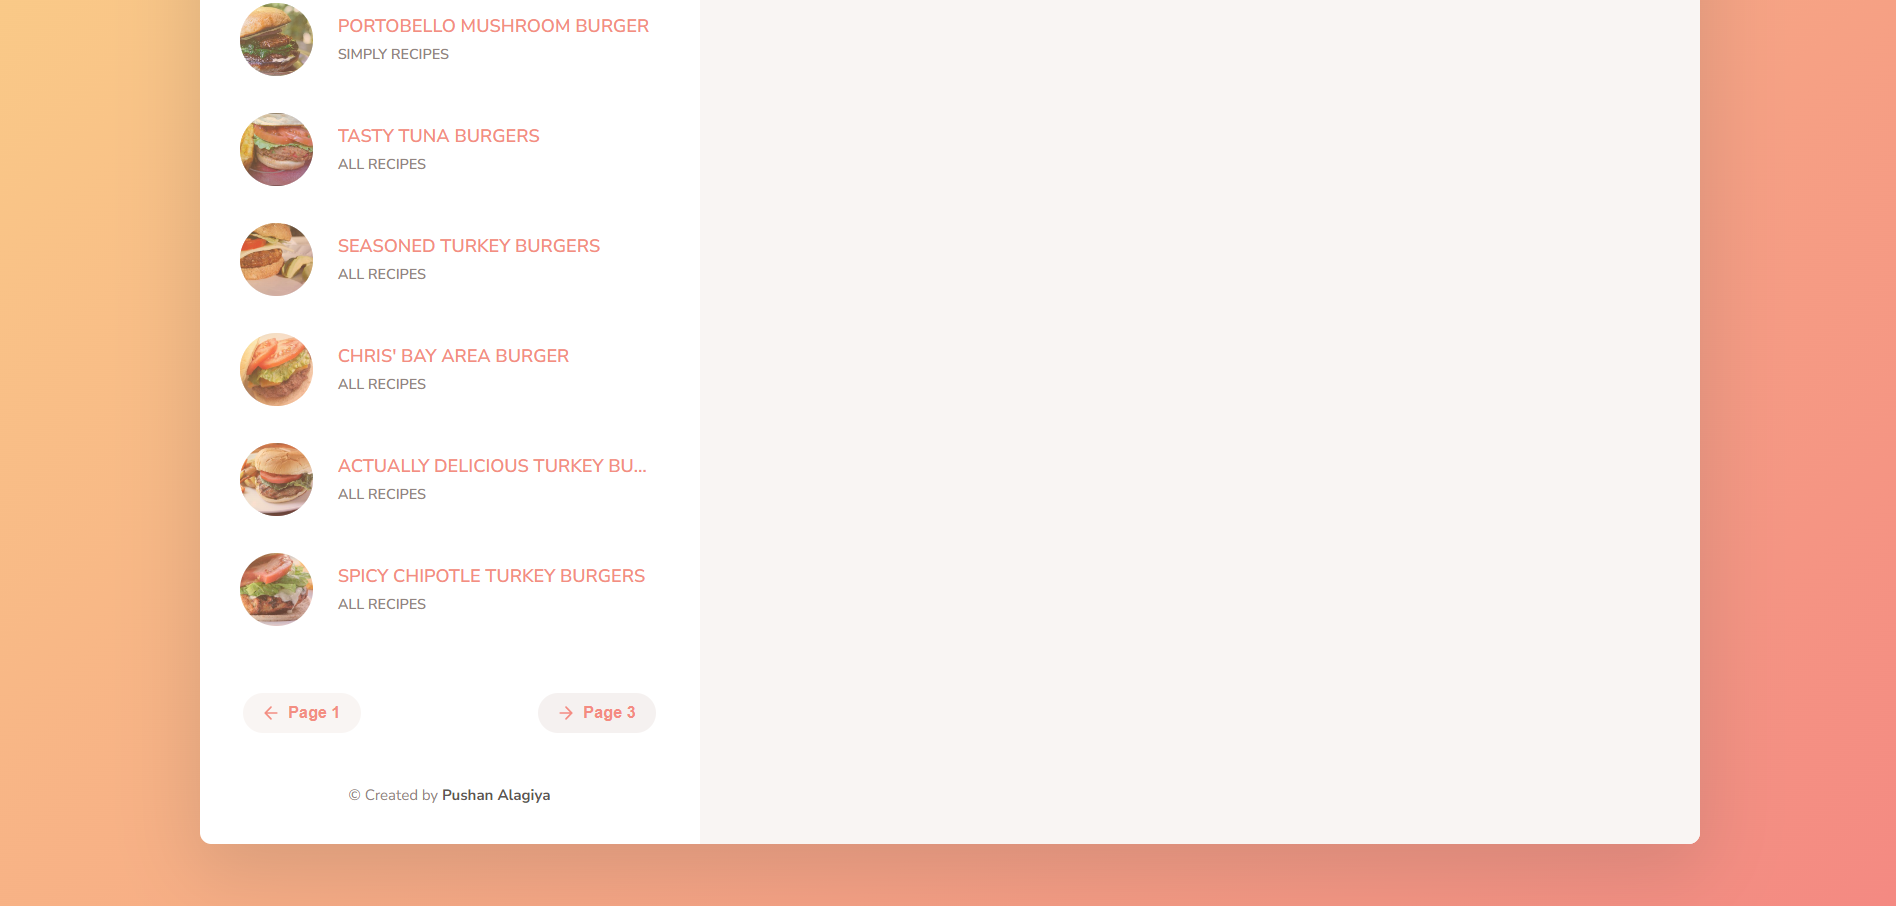 PORTOBELLO MUSHROOM BURGER
SIMPLY RECIPES
TASTY TUNA BURGERS
ALL RECIPES
SEASONED TURKEY BURGERS
ALL RECIPES
CHRIS' BAY AREA BURGER
ALL RECIPES
ACTUALLY DELICIOUS TURKEY BU...
ALL RECIPES
SPICY CHIPOTLE TURKEY BURGERS
ALL RECIPES
Page 1
Page 3
© Created by Pushan Alagiya